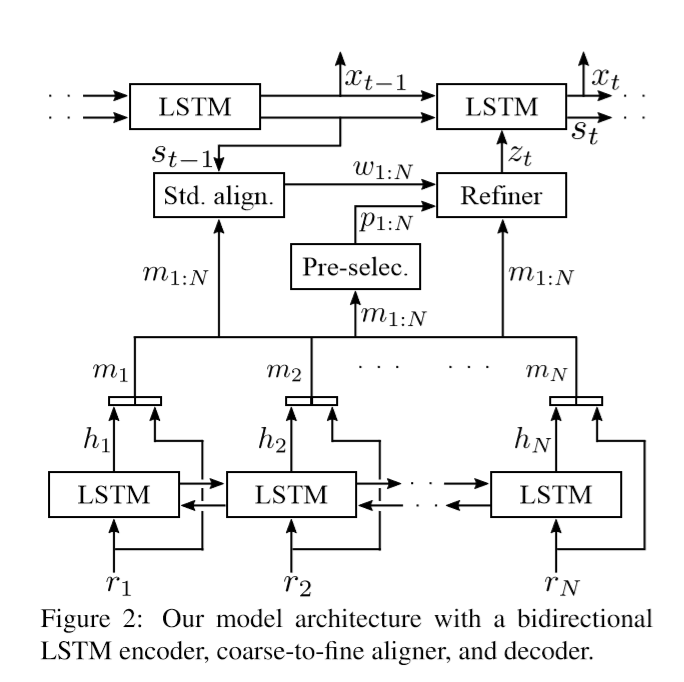 x_{t−1}
x_t
LSTM
LSTM
s_{t−1}
z_t
s_t
w_{1:N}
Std. align.
Refiner
p_{1:N}
Pre-selec.
m_{1:N}
m_{1:N}
m_{1:N}
m_1
m_2
· · ·
· · ·
m_N
h_1
h_2
h_N
LSTM
LSTM
· ·
LSTM
r_1
r_2
r_N
Figure 2: Our model architecture with a bidirectional
LSTM encoder, coarse-to-fine aligner, and decoder.